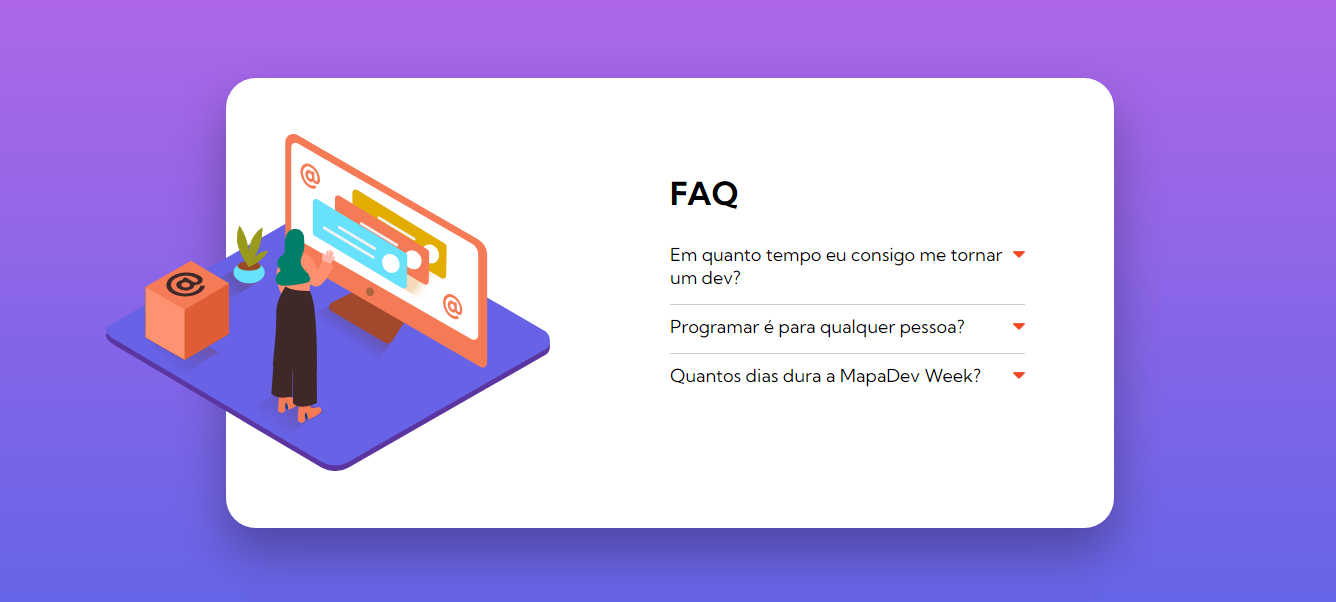 @
@
@
FAQ
Em quanto tempo eu consigo me tornar
um dev?
Programar é para qualquer pessoa?
Quantos dias dura a MapaDev Week?